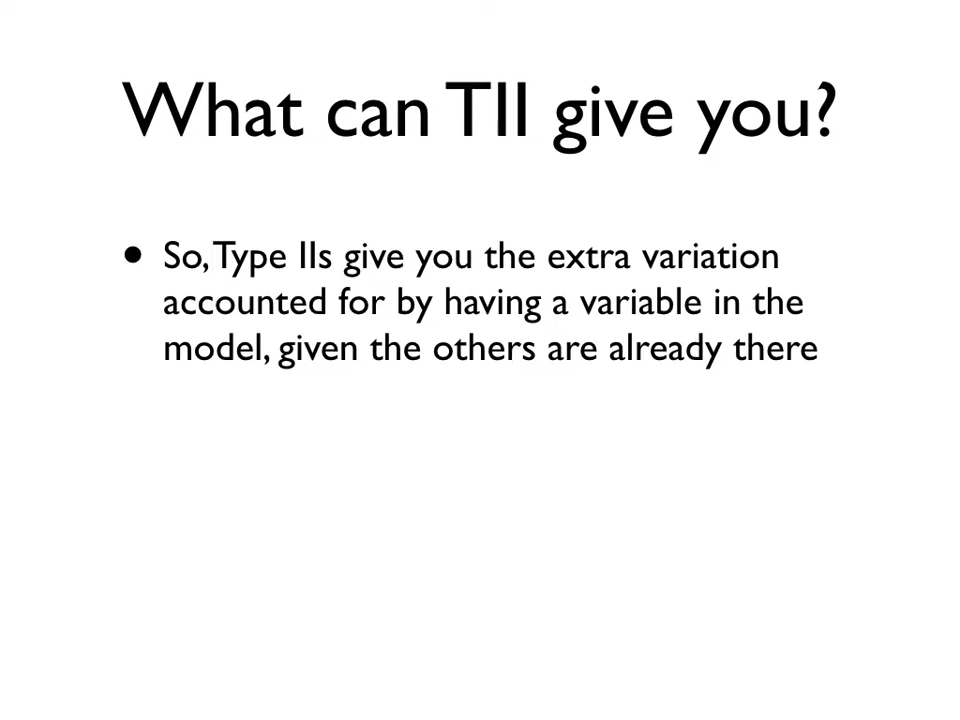 What can TII give you?
• So, Type IIs give you the extra variation
accounted for by having a variable in the
model, given the others are already there